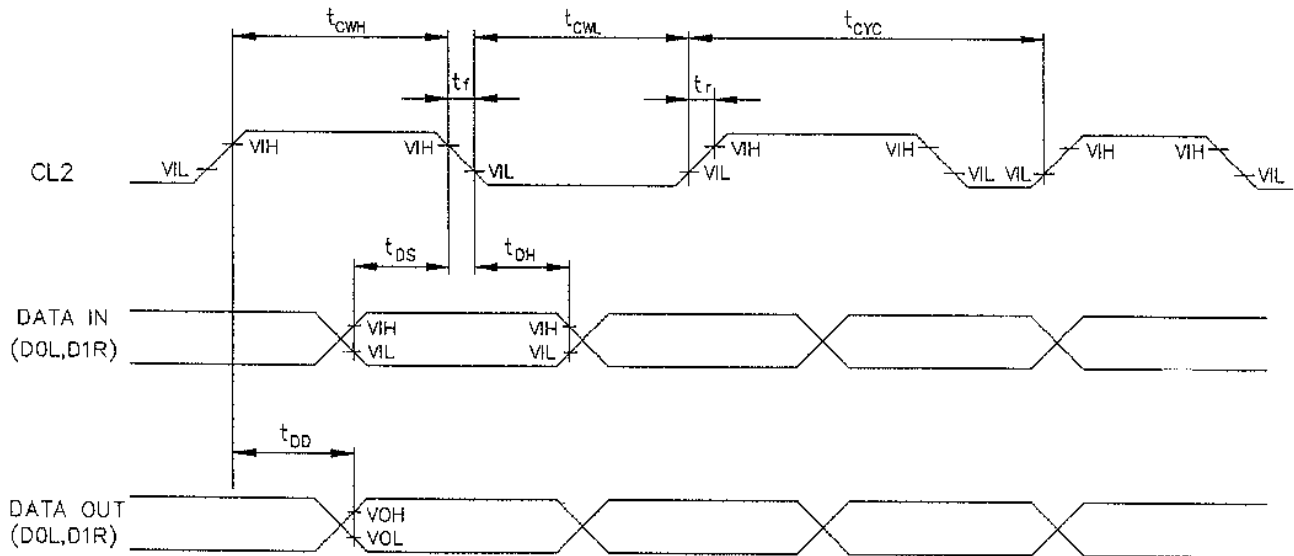 tCWH
tCWL
tCYC
tf
tr
CL2
VIL
VIH
VIH
VIL
VIL
VIH
VIH
VIL
VIL
VIH
VIH
VIL
tDS
tDH
DATA IN
(D0L,D1R)
VIH
VIL
VIH
VIL
tDD
DATA OUT
(D0L,D1R)
VOH
VOL